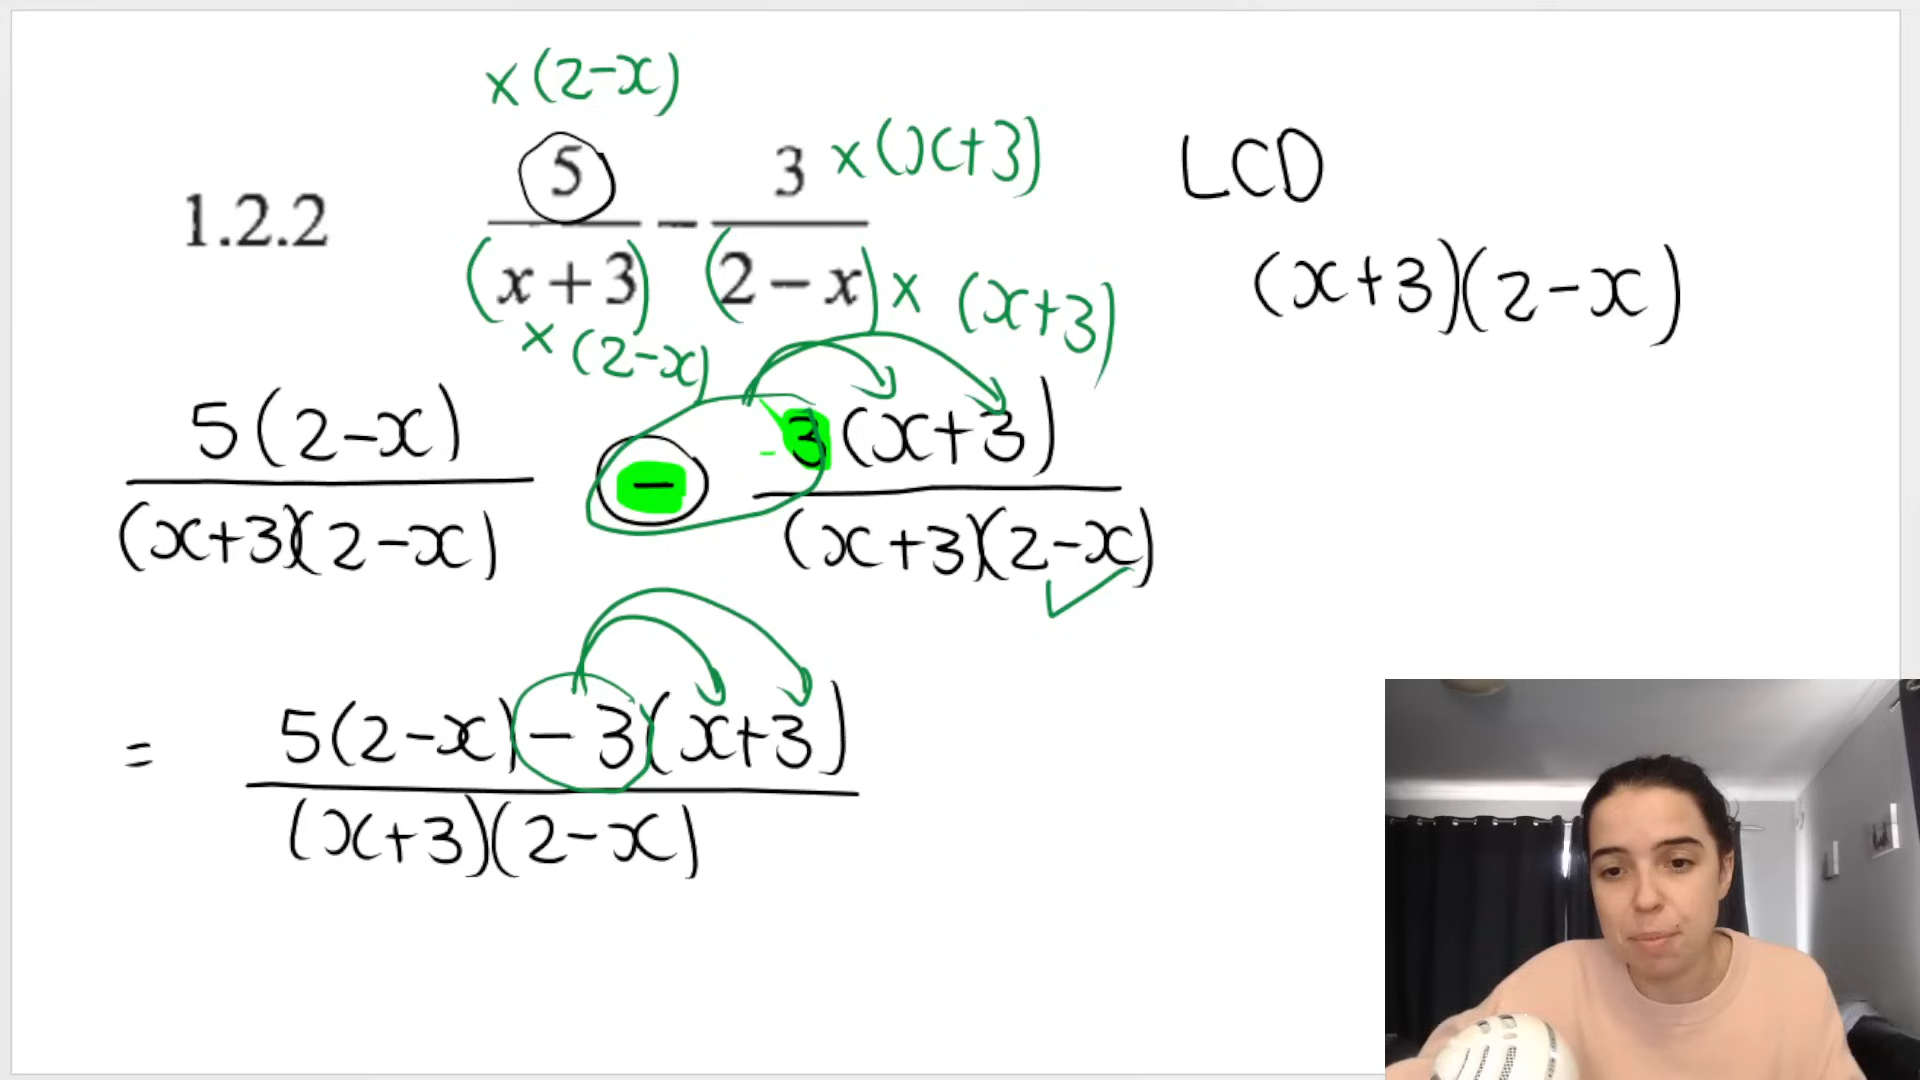 ×(2-x)
5   3 ×(x+3)   LCD
1.2.2   —
(x+3) (2-x) × (x+3)   (x+3)(2-x)
×(2-x)
5(2-x)   - 3(x+3)
-
(x+3)(2-x)   (x+3)(2-x) ✓
= 5(2-x) - 3(x+3)
(x+3)(2-x)